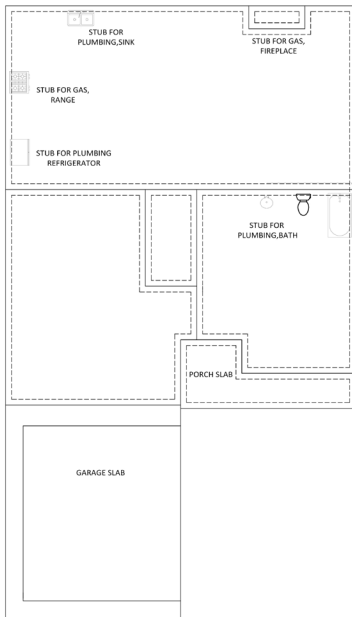 STUB FOR
PLUMBING,SINK
STUB FOR GAS,
FIREPLACE
STUB FOR GAS,
RANGE
STUB FOR PLUMBING
REFRIGERATOR
STUB FOR
PLUMBING,BATH
PORCH SLAB
GARAGE SLAB